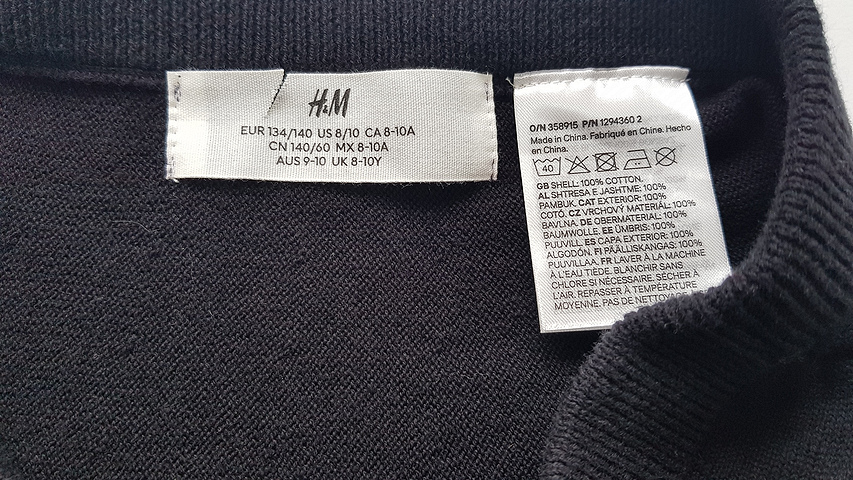 H&M
EUR 134/140 US 8/10 CA 8-10A
CN 140/60 MX 8-10A
AUS 9-10 UK 8-10Y
O/N 358915 P/N 1294360 2
Made in China. Fabriqué en Chine. Hecho
en China.
40
GB SHELL: 100% COTTON.
AL SHTRESA E JASHTME: 100%
PAMBUK. CAT EXTERIOR: 100%
COTÓ. CZ VRCHOVÝ MATERIÁL: 100%
BAVLNA. DE OBERMATERIAL: 100%
BAUMWOLLE. EE ÜMBRIS: 100%
PUUVILL. ES CAPA EXTERIOR: 100%
ALGODÓN. FI PÄÄLLISKANGAS: 100%
PUUVILLAA. FR LAVER À LA MACHINE
À L'EAU TIÈDE. BLANCHIR SANS
CHLORE SI NÉCESSAIRE. SÉCHER À
L'AIR. REPASSER À TEMPÉRATURE
MOYENNE. PAS DE